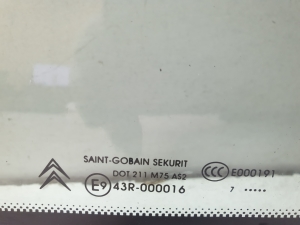 SAINT-GOBAIN SEKURIT
DOT 211 M75 AS2
CCC E000191
E9 43R-000016
7 .....